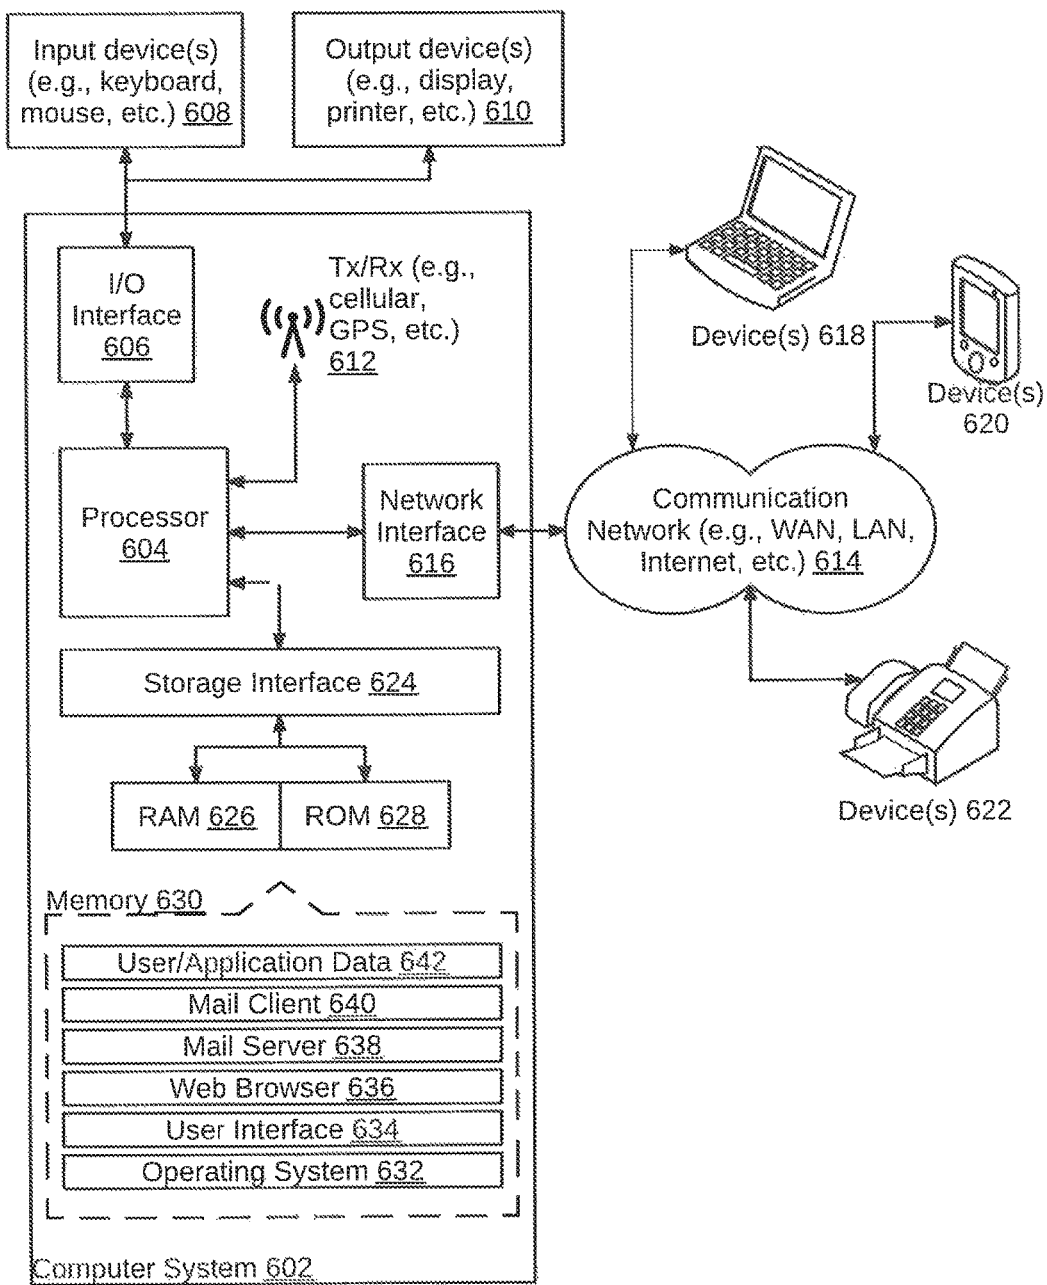 Input device(s)
(e.g., keyboard,
mouse, etc.) 608
Output device(s)
(e.g., display,
printer, etc.) 610
I/O
Interface
606
Tx/Rx (e.g.,
cellular,
GPS, etc.)
612
Device(s) 618
Device(s)
620
Processor
604
Network
Interface
616
Communication
Network (e.g., WAN, LAN,
Internet, etc.) 614
Storage Interface 624
RAM 626
ROM 628
Device(s) 622
Memory 630
User/Application Data 642
Mail Client 640
Mail Server 638
Web Browser 636
User Interface 634
Operating System 632
Computer System 602